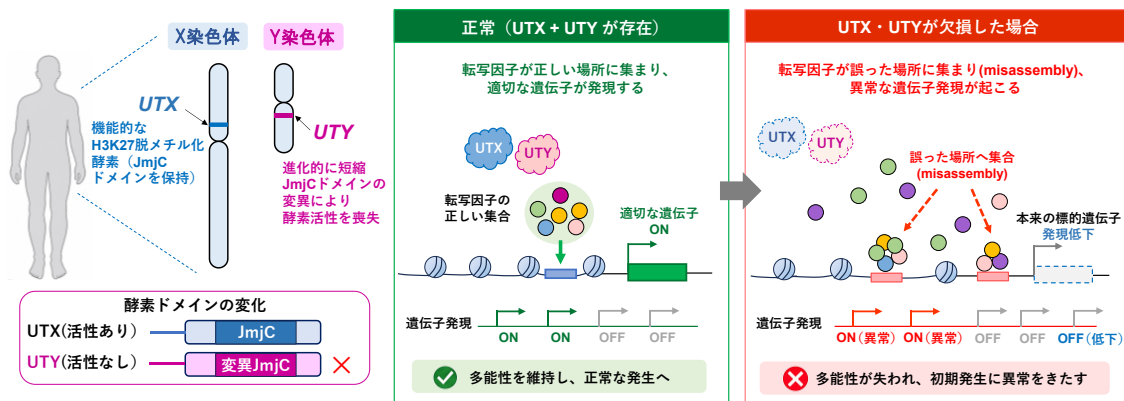 X染色体
Y染色体
UTX
機能的な
H3K27脱メチル化
酵素（JmjC
ドメインを保持）
UTY
進化的に短縮
JmjCドメインの
変異により
酵素活性を喪失
酵素ドメインの変化
UTX(活性あり)
JmjC
UTY(活性なし)
変異JmjC
正常（UTX + UTY が存在）
転写因子が正しい場所に集まり、
適切な遺伝子が発現する
UTX
UTY
転写因子の
正しい集合
適切な遺伝子
ON
遺伝子発現
ON
ON
OFF
OFF
多能性を維持し、正常な発生へ
UTX・UTYが欠損した場合
転写因子が誤った場所に集まり(misassembly)、
異常な遺伝子発現が起こる
UTX
UTY
誤った場所へ集合
(misassembly)
本来の標的遺伝子
発現低下
遺伝子発現
ON(異常)
ON(異常)
OFF
OFF
OFF(低下)
多能性が失われ、初期発生に異常をきたす